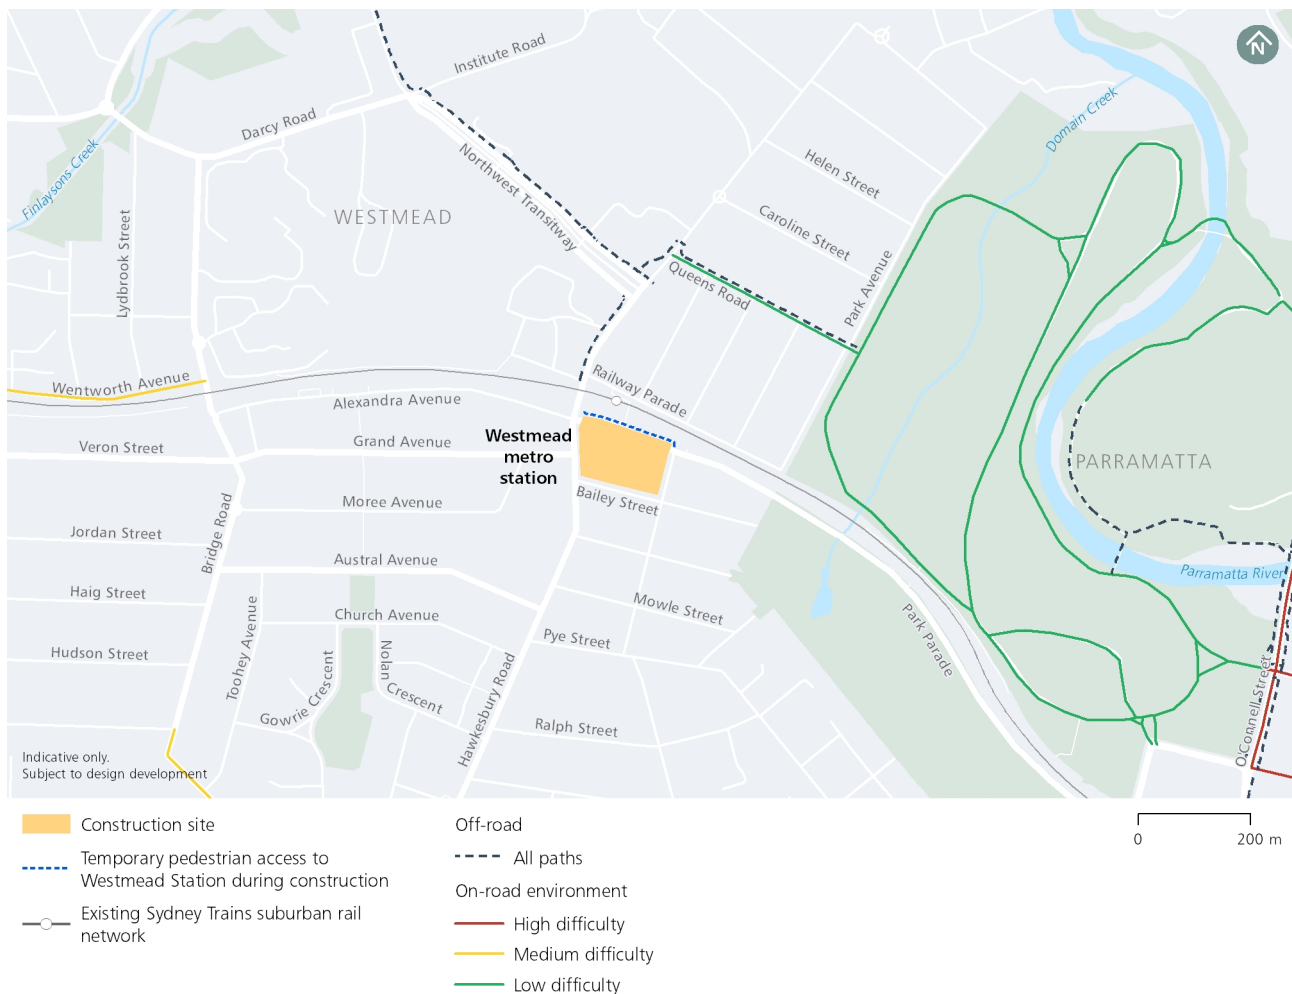 N
Institute Road
Darcy Road
Domain Creek
Finlaysons Creek
Northwest Transitway
Helen Street
WESTMEAD
Caroline Street
Lydbrook Street
Queens Road
Park Avenue
Wentworth Avenue
Railway Parade
Alexandra Avenue
Veron Street
Grand Avenue
Westmead
metro
station
PARRAMATTA
Bailey Street
Moree Avenue
Jordan Street
Bridge Road
Austral Avenue
Parramatta River
Haig Street
Toohey Avenue
Church Avenue
Mowle Street
Park Parade
Pye Street
Hudson Street
Nolan
Crescent
Gowrie Crescent
Hawkesbury Road
Ralph Street
O'Connell Street
Indicative only.
Subject to design development
Construction site
Temporary pedestrian access to
Westmead Station during construction
Existing Sydney Trains suburban rail
network
Off-road
All paths
On-road environment
High difficulty
Medium difficulty
Low difficulty
0 200 m